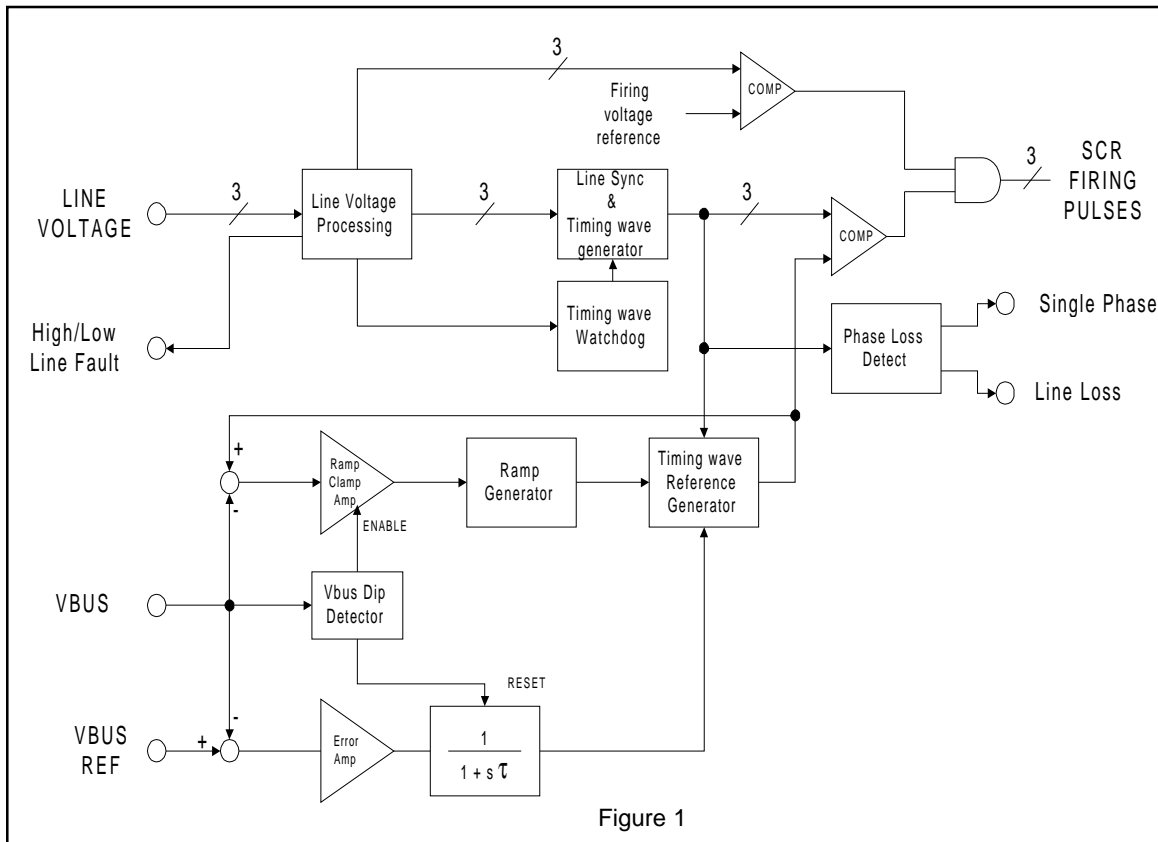 3
COMP
Firing
voltage
reference
3
SCR
FIRING
PULSES
LINE
VOLTAGE
3
Line Voltage
Processing
3
Line Sync
&
Timing wave
generator
3
COMP
High/Low
Line Fault
Timing wave
Watchdog
Phase Loss
Detect
Single Phase
Line Loss
+
-
Ramp
Clamp
Amp
ENABLE
Ramp
Generator
Timing wave
Reference
Generator
VBUS
Vbus Dip
Detector
RESET
-
VBUS
REF
+
Error
Amp
1
1 + s τ
Figure 1